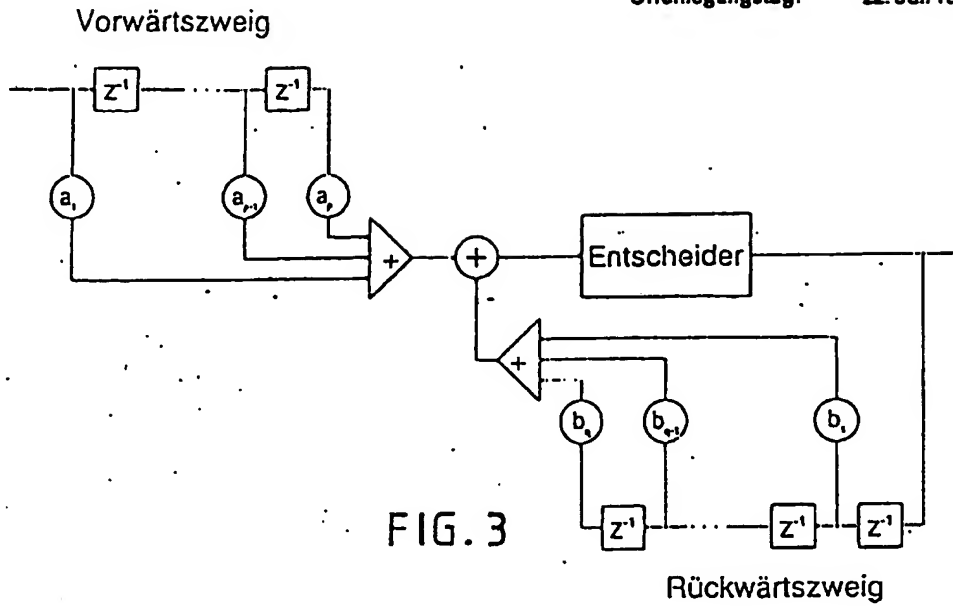 Vorwärtszweig
Z⁻¹ Z⁻¹
a₁ aₚ₋₁ aₚ
+ + Entscheider
-
+
b_q b_q-1 b₁
FIG. 3
Z⁻¹ Z⁻¹ Z⁻¹
Rückwärtszweig